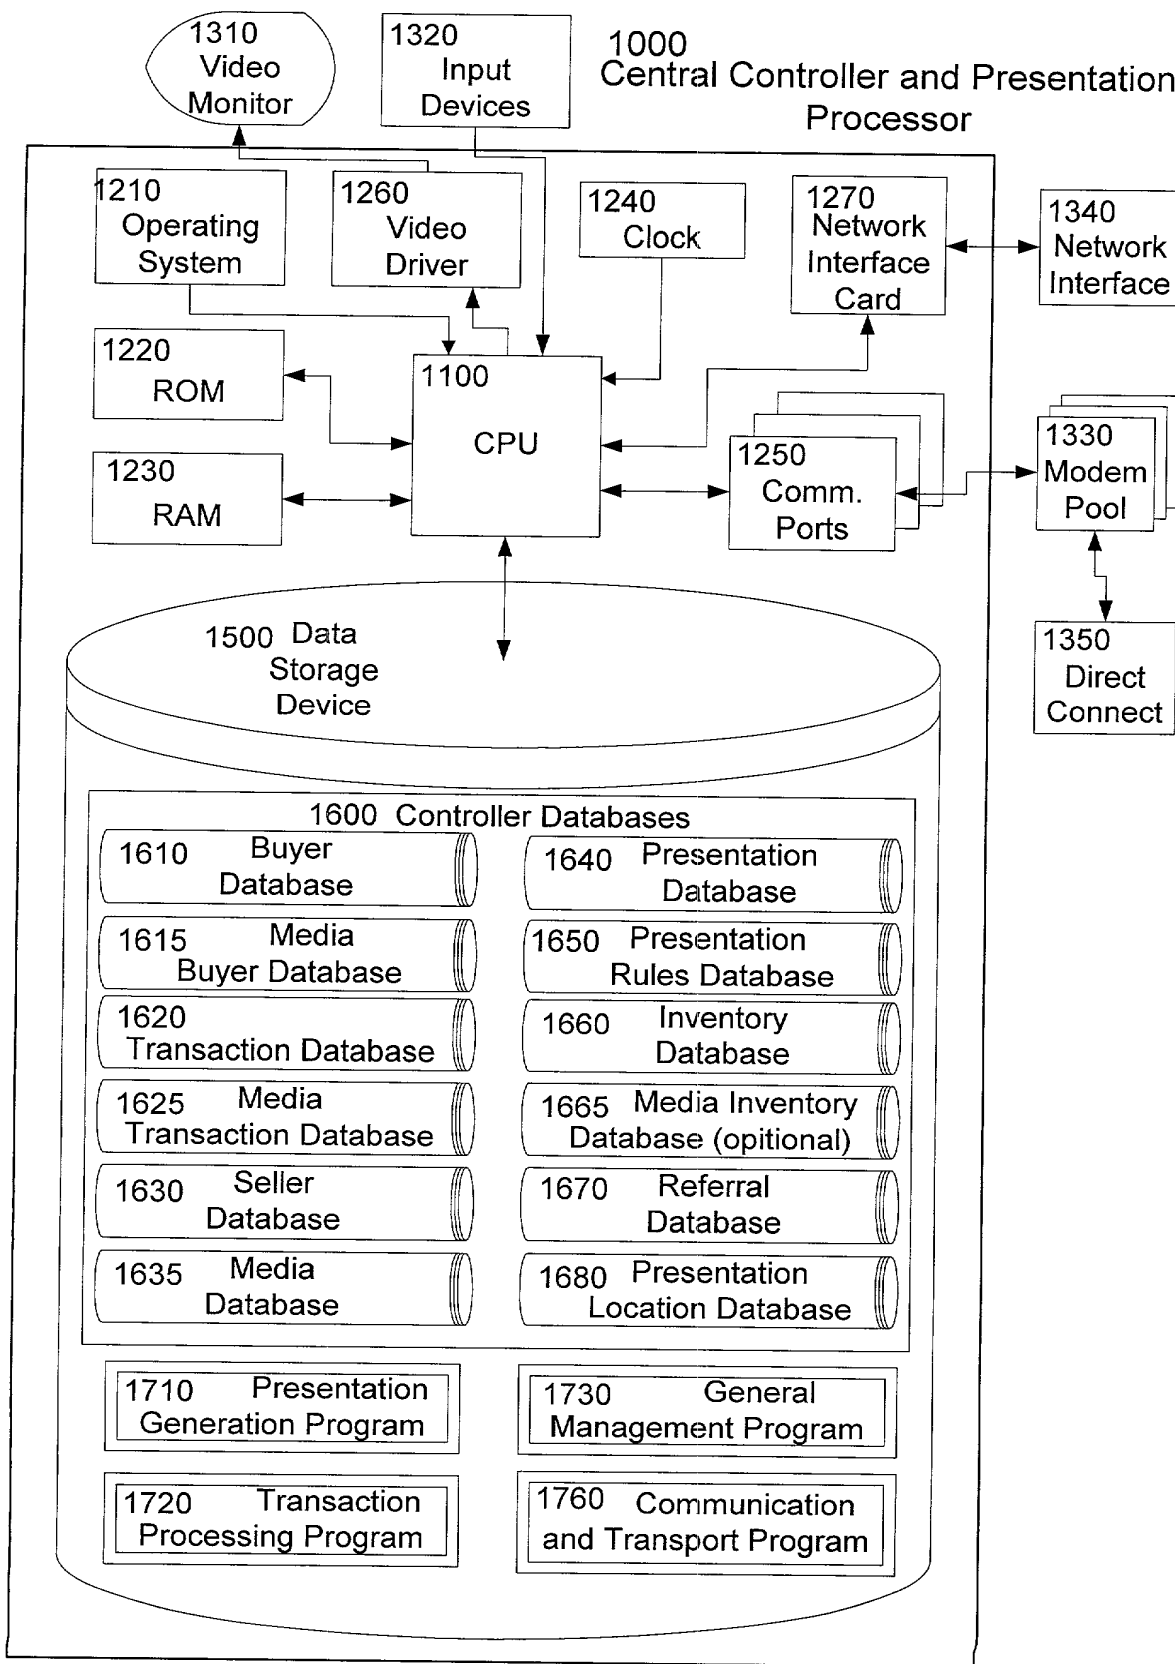 1310
Video
Monitor
1320
Input
Devices
1000
Central Controller and Presentation
Processor
1210
Operating
System
1260
Video
Driver
1240
Clock
1270
Network
Interface
Card
1340
Network
Interface
1220
ROM
1100
CPU
1230
RAM
1250
Comm.
Ports
1330
Modem
Pool
1350
Direct
Connect
1500 Data
Storage
Device
1600 Controller Databases
1610 Buyer
Database
1640 Presentation
Database
1615 Media
Buyer Database
1650 Presentation
Rules Database
1620
Transaction Database
1660 Inventory
Database
1625 Media
Transaction Database
1665 Media Inventory
Database (opitional)
1630 Seller
Database
1670 Referral
Database
1635 Media
Database
1680 Presentation
Location Database
1710 Presentation
Generation Program
1730 General
Management Program
1720 Transaction
Processing Program
1760 Communication
and Transport Program